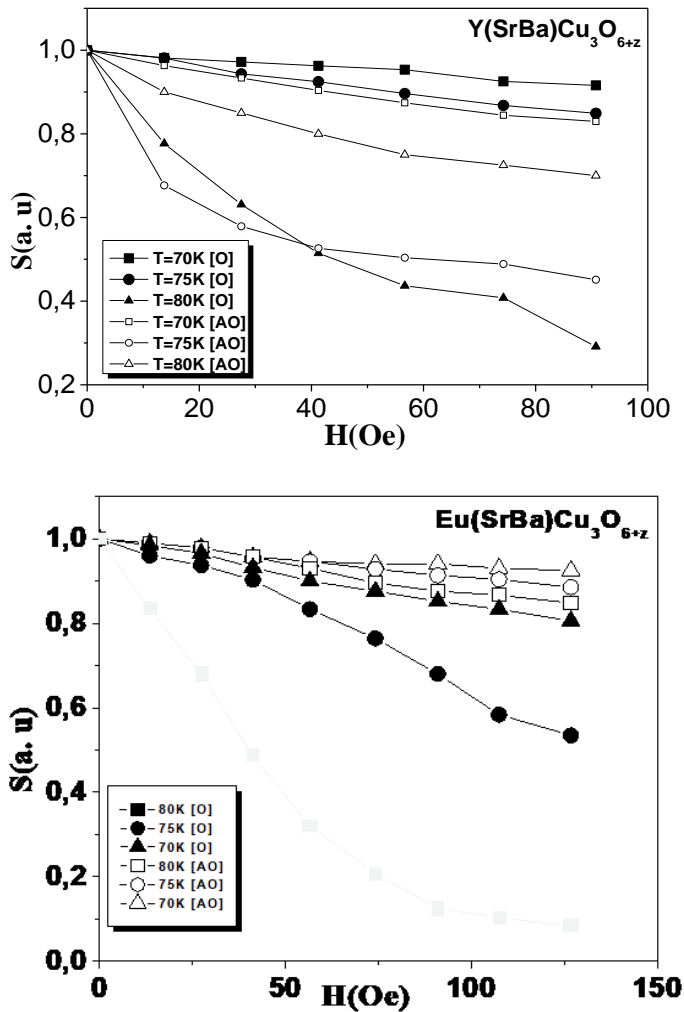 Y(SrBa)Cu3O6+z
1,0
0,8
0,6
0,4
0,2
S(a. u)
T=70K [O]
T=75K [O]
T=80K [O]
T=70K [AO]
T=75K [AO]
T=80K [AO]
0 20 40 60 80 100
H(Oe)
Eu(SrBa)Cu3O6+z
1,0
0,8
0,6
0,4
0,2
0,0
S(a. u)
80K [O]
75K [O]
70K [O]
80K [AO]
75K [AO]
70K [AO]
0 50 100 150
H(Oe)